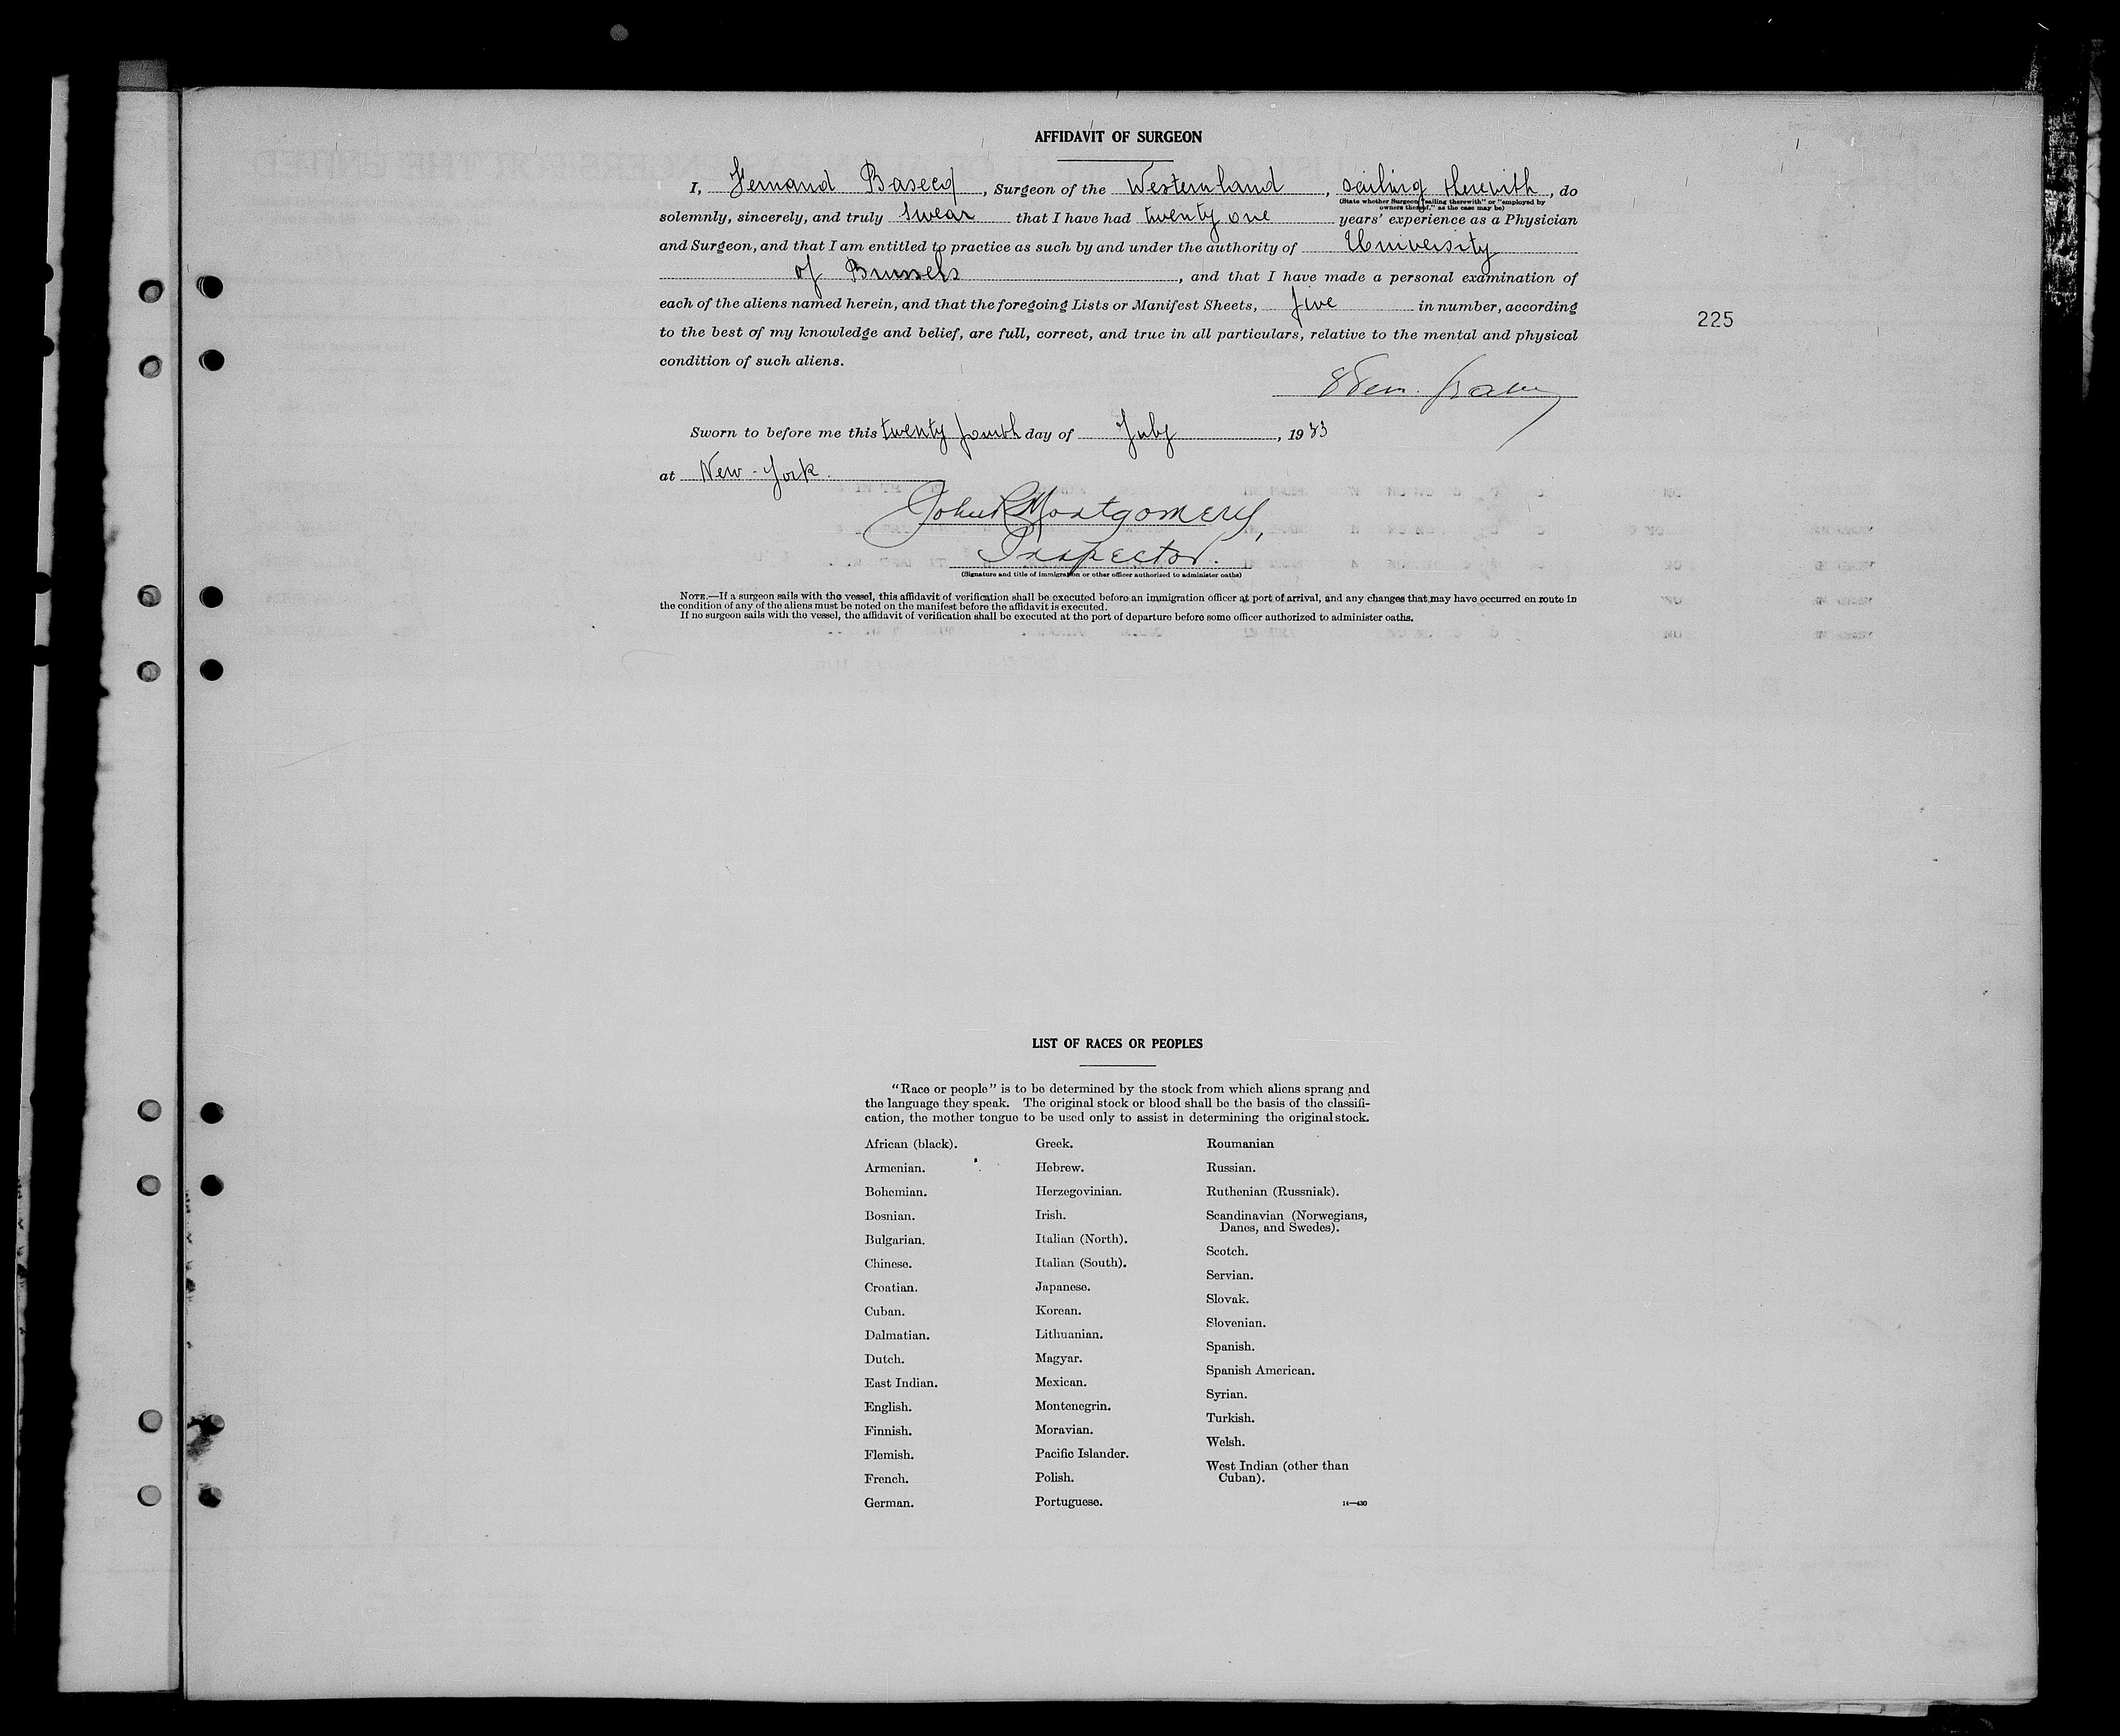 AFFIDAVIT OF SURGEON
I, Fernand Basecq, Surgeon of the Westernland, sailing therewith, do
(State whether Surgeon "sailing therewith" or "employed by
owners thereof," as the case may be)
solemnly, sincerely, and truly swear that I have had twenty one years' experience as a Physician
and Surgeon, and that I am entitled to practice as such by and under the authority of University
of Brussels, and that I have made a personal examination of
each of the aliens named herein, and that the foregoing Lists or Manifest Sheets, five in number, according
225
to the best of my knowledge and belief, are full, correct, and true in all particulars, relative to the mental and physical
condition of such aliens.
Sworn to before me this twenty fourth day of July, 1933
at New-York.
John R Montgomery,
Inspector.
(Signature and title of immigration or other officer authorized to administer oaths)
NOTE.—If a surgeon sails with the vessel, this affidavit of verification shall be executed before an immigration officer at port of arrival, and any changes that may have occurred en route in
the condition of any of the aliens must be noted on the manifest before the affidavit is executed.
If no surgeon sails with the vessel, the affidavit of verification shall be executed at the port of departure before some officer authorized to administer oaths.
LIST OF RACES OR PEOPLES
"Race or people" is to be determined by the stock from which aliens sprang and
the language they speak. The original stock or blood shall be the basis of the classifi-
cation, the mother tongue to be used only to assist in determining the original stock.
African (black).
Armenian.
Bohemian.
Bosnian.
Bulgarian.
Chinese.
Croatian.
Cuban.
Dalmatian.
Dutch.
East Indian.
English.
Finnish.
Flemish.
French.
German.
Greek.
Hebrew.
Herzegovinian.
Irish.
Italian (North).
Italian (South).
Japanese.
Korean.
Lithuanian.
Magyar.
Mexican.
Montenegrin.
Moravian.
Pacific Islander.
Polish.
Portuguese.
Roumanian
Russian.
Ruthenian (Russniak).
Scandinavian (Norwegians,
Danes, and Swedes).
Scotch.
Servian.
Slovak.
Slovenian.
Spanish.
Spanish American.
Syrian.
Turkish.
Welsh.
West Indian (other than
Cuban).
14—430